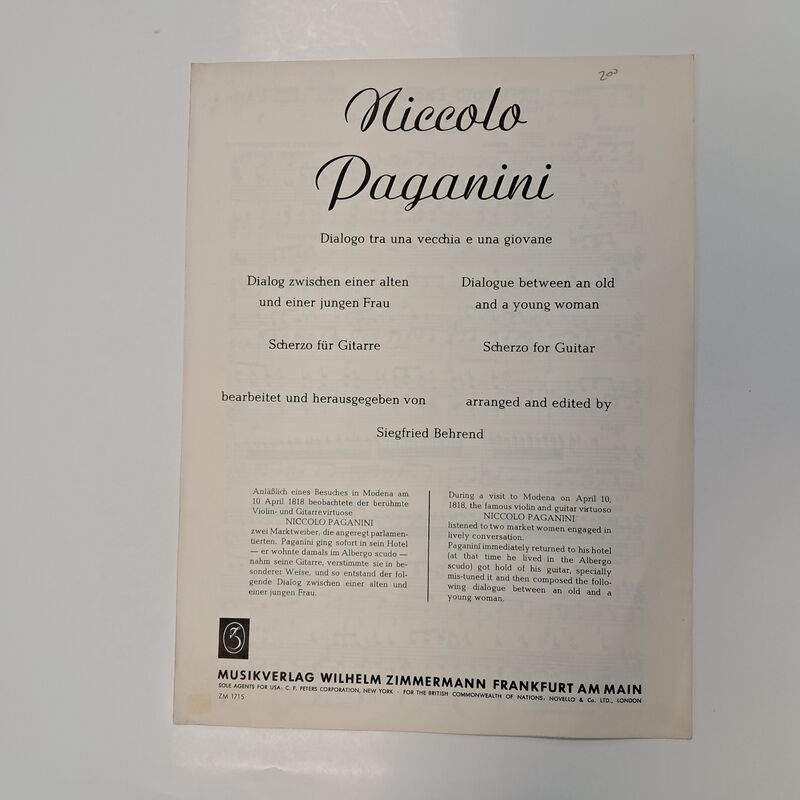 200
Niccolo
Paganini
Dialogo tra una vecchia e una giovane
Dialog zwischen einer alten
und einer jungen Frau
Dialogue between an old
and a young woman
Scherzo für Gitarre
Scherzo for Guitar
bearbeitet und herausgegeben von
arranged and edited by
Siegfried Behrend
Anläßlich eines Besuches in Modena am
10 April 1818 beobachtete der berühmte
Violin- und Gitarrevirtuose
NICCOLO PAGANINI
zwei Marktweiber, die angeregt parlamen-
tierten. Paganini ging sofort in sein Hotel
— er wohnte damals im Albergo scudo —
nahm seine Gitarre, verstimmte sie in be-
sonderer Weise, und so entstand der fol-
gende Dialog zwischen einer alten und
einer jungen Frau.
During a visit to Modena on April 10,
1818, the famous violin and guitar virtuoso
NICCOLO PAGANINI
listened to two market women engaged in
lively conversation.
Paganini immediately returned to his hotel
(at that time he lived in the Albergo
scudo) got hold of his guitar, specially
mis-tuned it and then composed the follo-
wing dialogue between an old and a
young woman.
Z
MUSIKVERLAG WILHELM ZIMMERMANN FRANKFURT AM MAIN
SOLE AGENTS FOR USA: C. F. PETERS CORPORATION, NEW YORK · FOR THE BRITISH COMMONWEALTH OF NATIONS: NOVELLO & Co. LTD., LONDON
ZM 1715